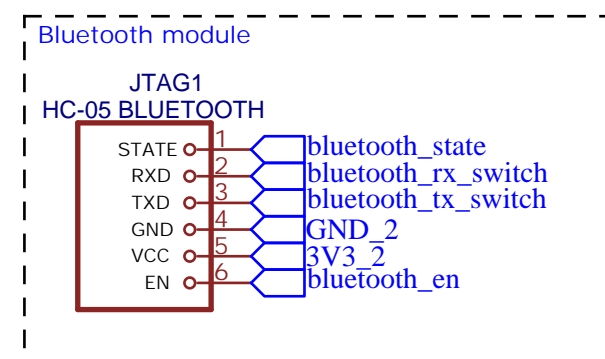 Bluetooth module
JTAG1
HC-05 BLUETOOTH
STATE 1 bluetooth_state
RXD 2 bluetooth_rx_switch
TXD 3 bluetooth_tx_switch
GND 4 GND_2
VCC 5 3V3_2
EN 6 bluetooth_en